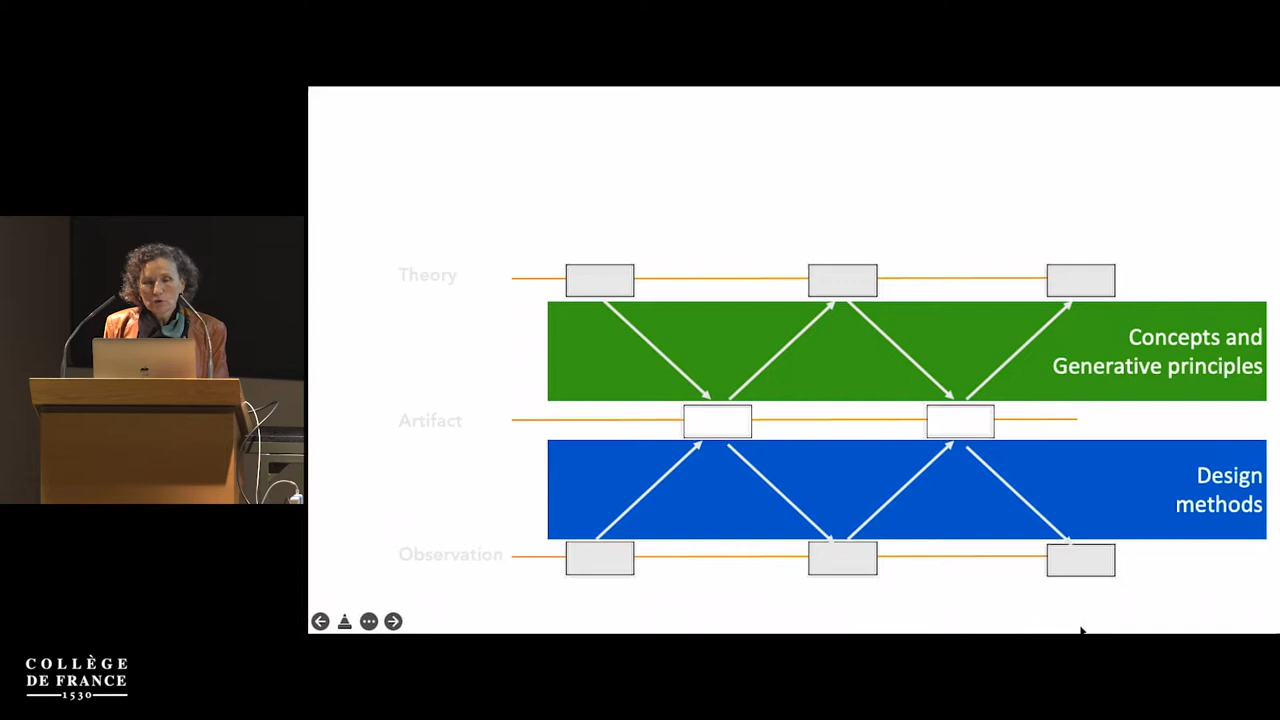 Theory
Concepts and
Generative principles
Artifact
Design
methods
Observation
COLLÈGE
DE FRANCE
1530